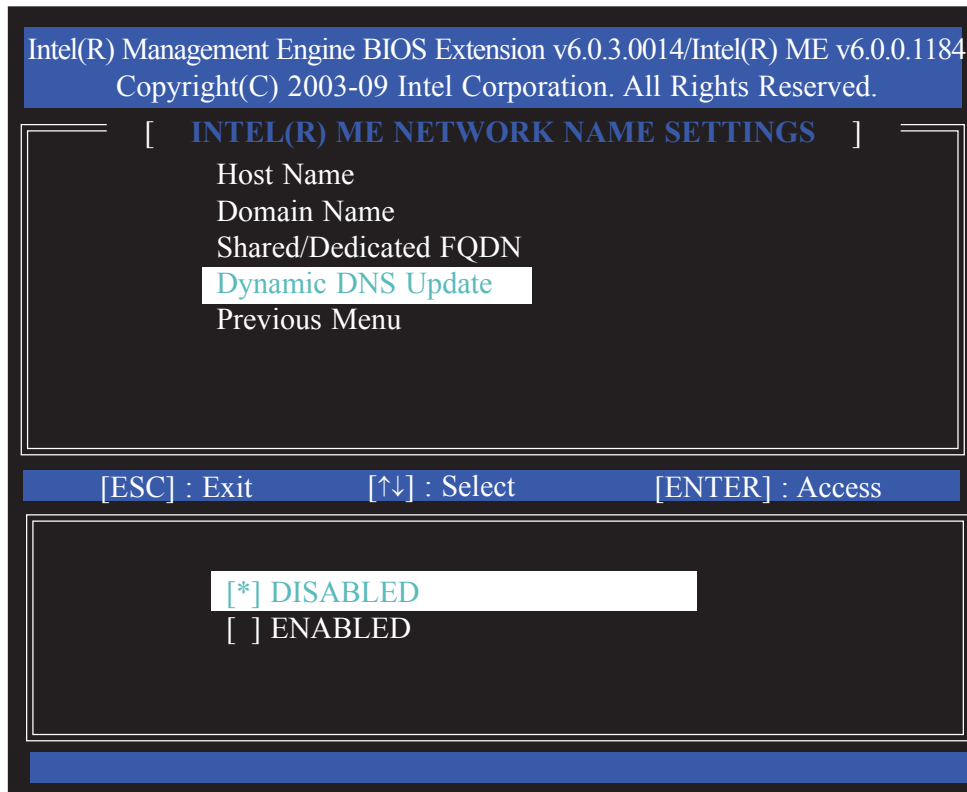 Intel(R) Management Engine BIOS Extension v6.0.3.0014/Intel(R) ME v6.0.0.1184
Copyright(C) 2003-09 Intel Corporation. All Rights Reserved.
[ INTEL(R) ME NETWORK NAME SETTINGS ]
Host Name
Domain Name
Shared/Dedicated FQDN
Dynamic DNS Update
Previous Menu
[ESC] : Exit [↑↓] : Select [ENTER] : Access
[*] DISABLED
[ ] ENABLED